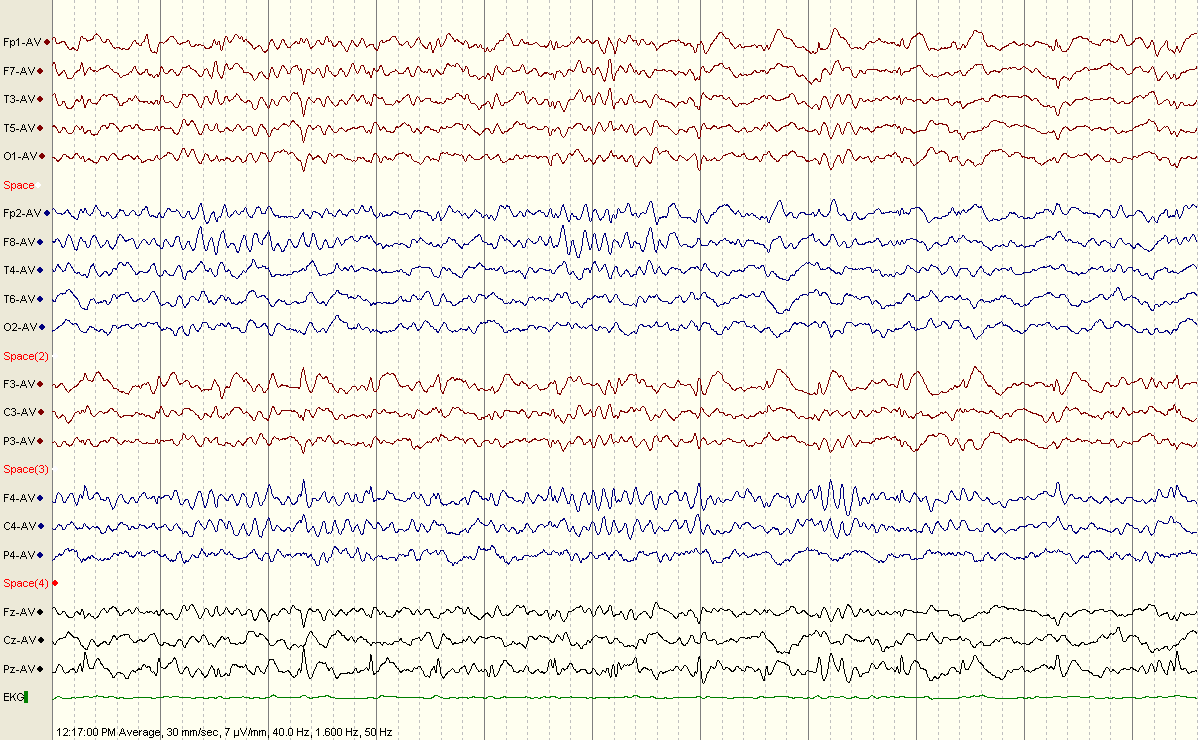 Fp1-AV
F7-AV
T3-AV
T5-AV
O1-AV
Space
Fp2-AV
F8-AV
T4-AV
T6-AV
O2-AV
Space(2)
F3-AV
C3-AV
P3-AV
Space(3)
F4-AV
C4-AV
P4-AV
Space(4)
Fz-AV
Cz-AV
Pz-AV
EKG
12:17:00 PM Average, 30 mm/sec, 7 µV/mm, 40.0 Hz, 1.600 Hz, 50 Hz